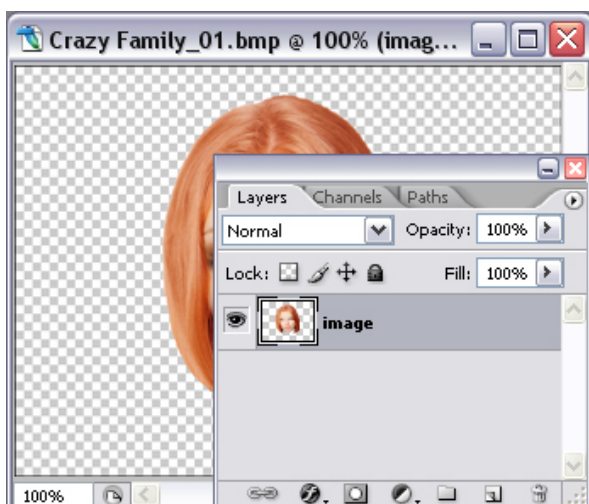 Crazy Family_01.bmp @ 100% (imag...
Layers Channels Paths
Normal Opacity: 100%
Lock: Fill: 100%
image
100%